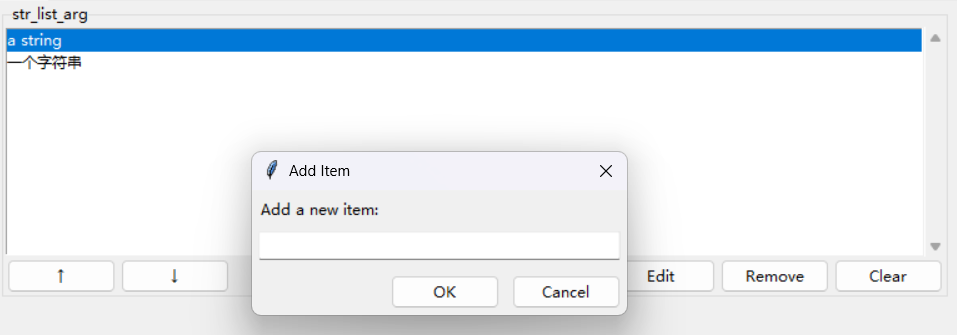 str_list_arg
a string
一个字符串
Add Item
Add a new item:
OK Cancel
↑ ↓ Edit Remove Clear